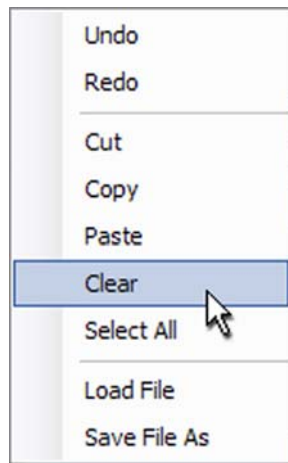 Undo
Redo
Cut
Copy
Paste
Clear
Select All
Load File
Save File As